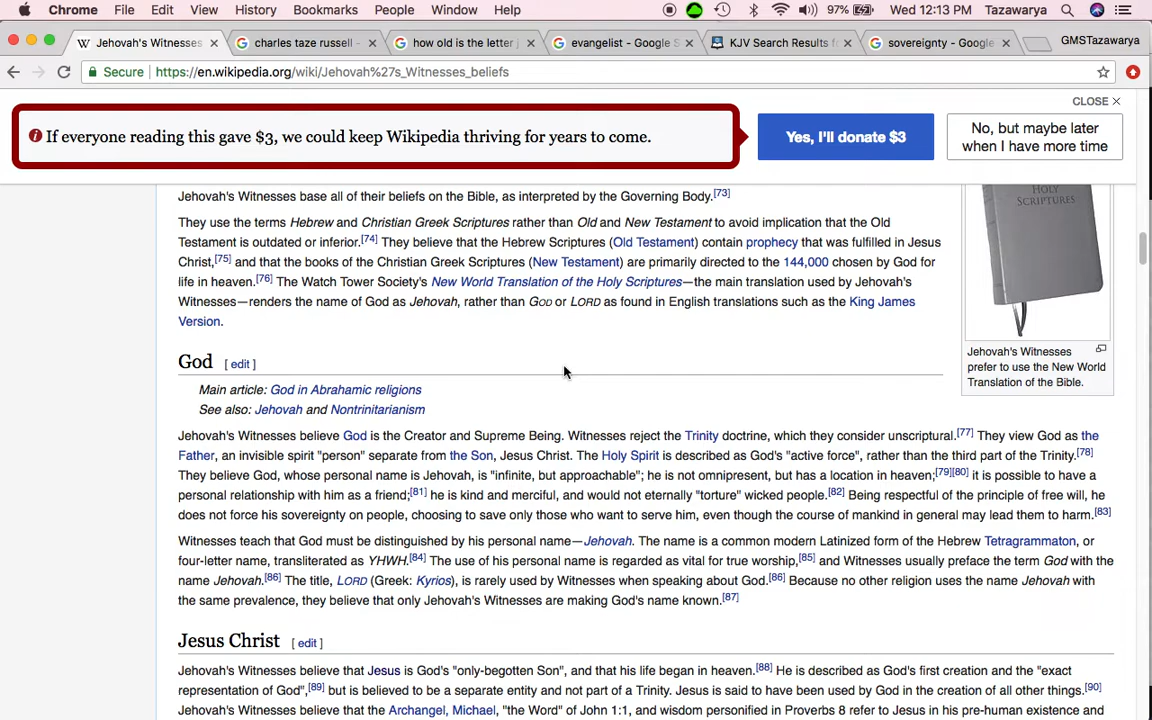 Chrome File Edit View History Bookmarks People Window Help 97% Wed 12:13 PM Tazawarya
Jehovah's Witnesses × charles taze russell - × how old is the letter j × evangelist - Google S × KJV Search Results fo × sovereignty - Google × GMSTazawarya
Secure https://en.wikipedia.org/wiki/Jehovah%27s_Witnesses_beliefs
CLOSE ×
If everyone reading this gave $3, we could keep Wikipedia thriving for years to come.
Yes, I'll donate $3
No, but maybe later
when I have more time
Jehovah's Witnesses base all of their beliefs on the Bible, as interpreted by the Governing Body.[73]
They use the terms Hebrew and Christian Greek Scriptures rather than Old and New Testament to avoid implication that the Old
Testament is outdated or inferior.[74] They believe that the Hebrew Scriptures (Old Testament) contain prophecy that was fulfilled in Jesus
Christ,[75] and that the books of the Christian Greek Scriptures (New Testament) are primarily directed to the 144,000 chosen by God for
life in heaven.[76] The Watch Tower Society's New World Translation of the Holy Scriptures—the main translation used by Jehovah's
Witnesses—renders the name of God as Jehovah, rather than GOD or LORD as found in English translations such as the King James
Version.
HOLY
SCRIPTURES
Jehovah's Witnesses
prefer to use the New World
Translation of the Bible.
God [ edit ]
Main article: God in Abrahamic religions
See also: Jehovah and Nontrinitarianism
Jehovah's Witnesses believe God is the Creator and Supreme Being. Witnesses reject the Trinity doctrine, which they consider unscriptural.[77] They view God as the
Father, an invisible spirit "person" separate from the Son, Jesus Christ. The Holy Spirit is described as God's "active force", rather than the third part of the Trinity.[78]
They believe God, whose personal name is Jehovah, is "infinite, but approachable"; he is not omnipresent, but has a location in heaven;[79][80] it is possible to have a
personal relationship with him as a friend;[81] he is kind and merciful, and would not eternally "torture" wicked people.[82] Being respectful of the principle of free will, he
does not force his sovereignty on people, choosing to save only those who want to serve him, even though the course of mankind in general may lead them to harm.[83]
Witnesses teach that God must be distinguished by his personal name—Jehovah. The name is a common modern Latinized form of the Hebrew Tetragrammaton, or
four-letter name, transliterated as YHWH.[84] The use of his personal name is regarded as vital for true worship,[85] and Witnesses usually preface the term God with the
name Jehovah.[86] The title, LORD (Greek: Kyrios), is rarely used by Witnesses when speaking about God.[86] Because no other religion uses the name Jehovah with
the same prevalence, they believe that only Jehovah's Witnesses are making God's name known.[87]
Jesus Christ [ edit ]
Jehovah's Witnesses believe that Jesus is God's "only-begotten Son", and that his life began in heaven.[88] He is described as God's first creation and the "exact
representation of God",[89] but is believed to be a separate entity and not part of a Trinity. Jesus is said to have been used by God in the creation of all other things.[90]
Jehovah's Witnesses believe that the Archangel, Michael, "the Word" of John 1:1, and wisdom personified in Proverbs 8 refer to Jesus in his pre-human existence and